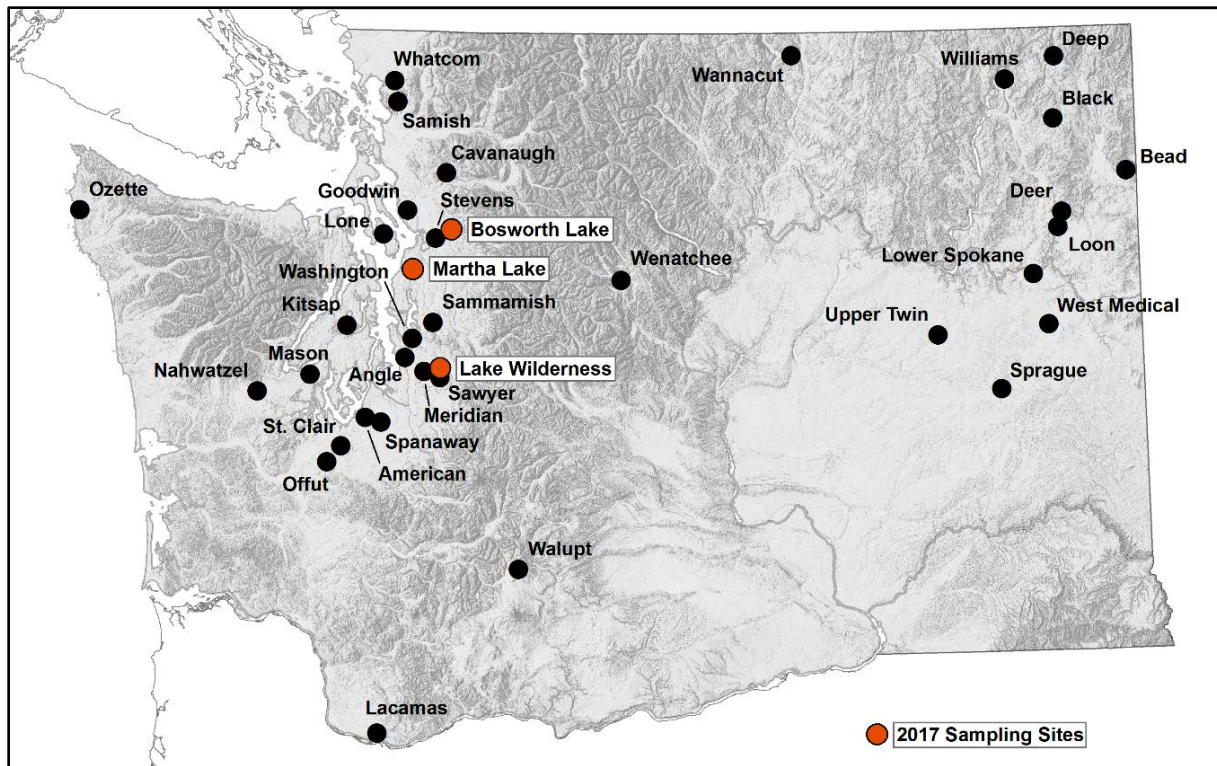 Whatcom
Samish
Wannacut
Williams
Deep
Black
Bead
Cavanaugh
Ozette
Goodwin
Stevens
Lone
Bosworth Lake
Deer
Loon
Washington
Martha Lake
Wenatchee
Lower Spokane
Kitsap
Sammamish
Upper Twin
West Medical
Mason
Nahwatzel
Angle
Lake Wilderness
Sawyer
Sprague
Meridian
St. Clair
Spanaway
Offut
American
Walupt
Lacamas
2017 Sampling Sites